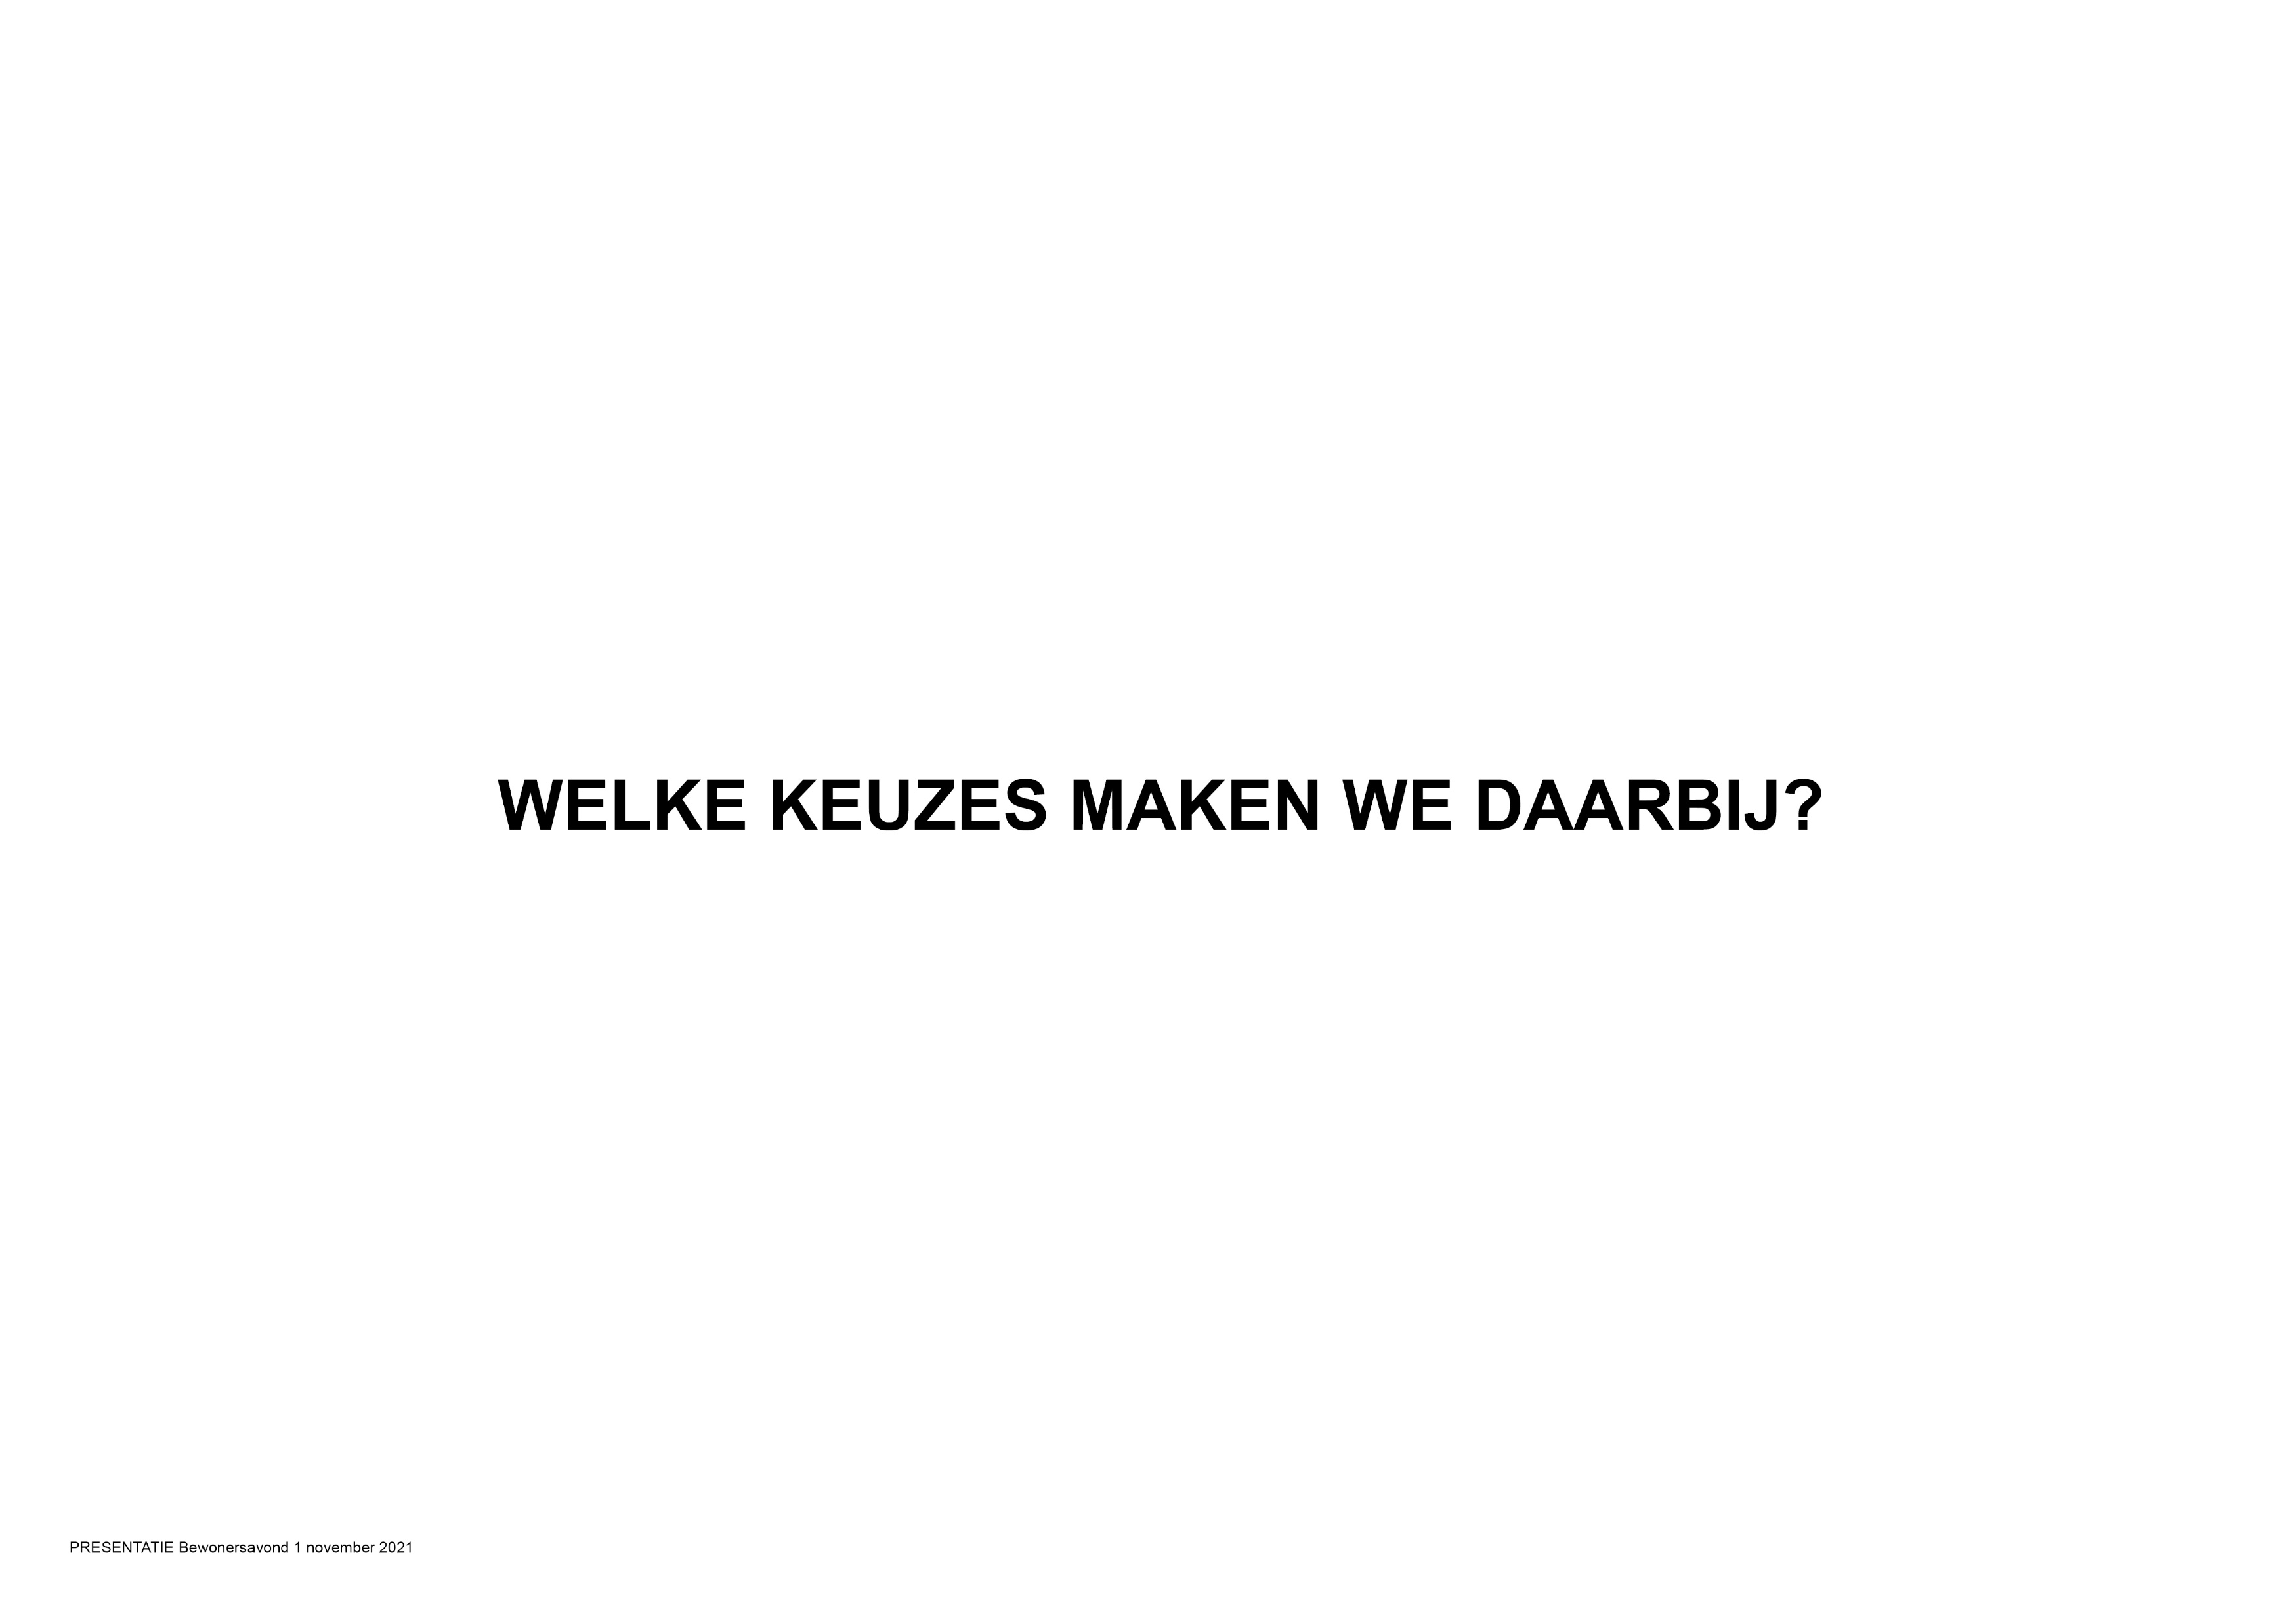 WELKE KEUZES MAKEN WE DAARBIJ?
PRESENTATIE Bewonersavond 1 november 2021